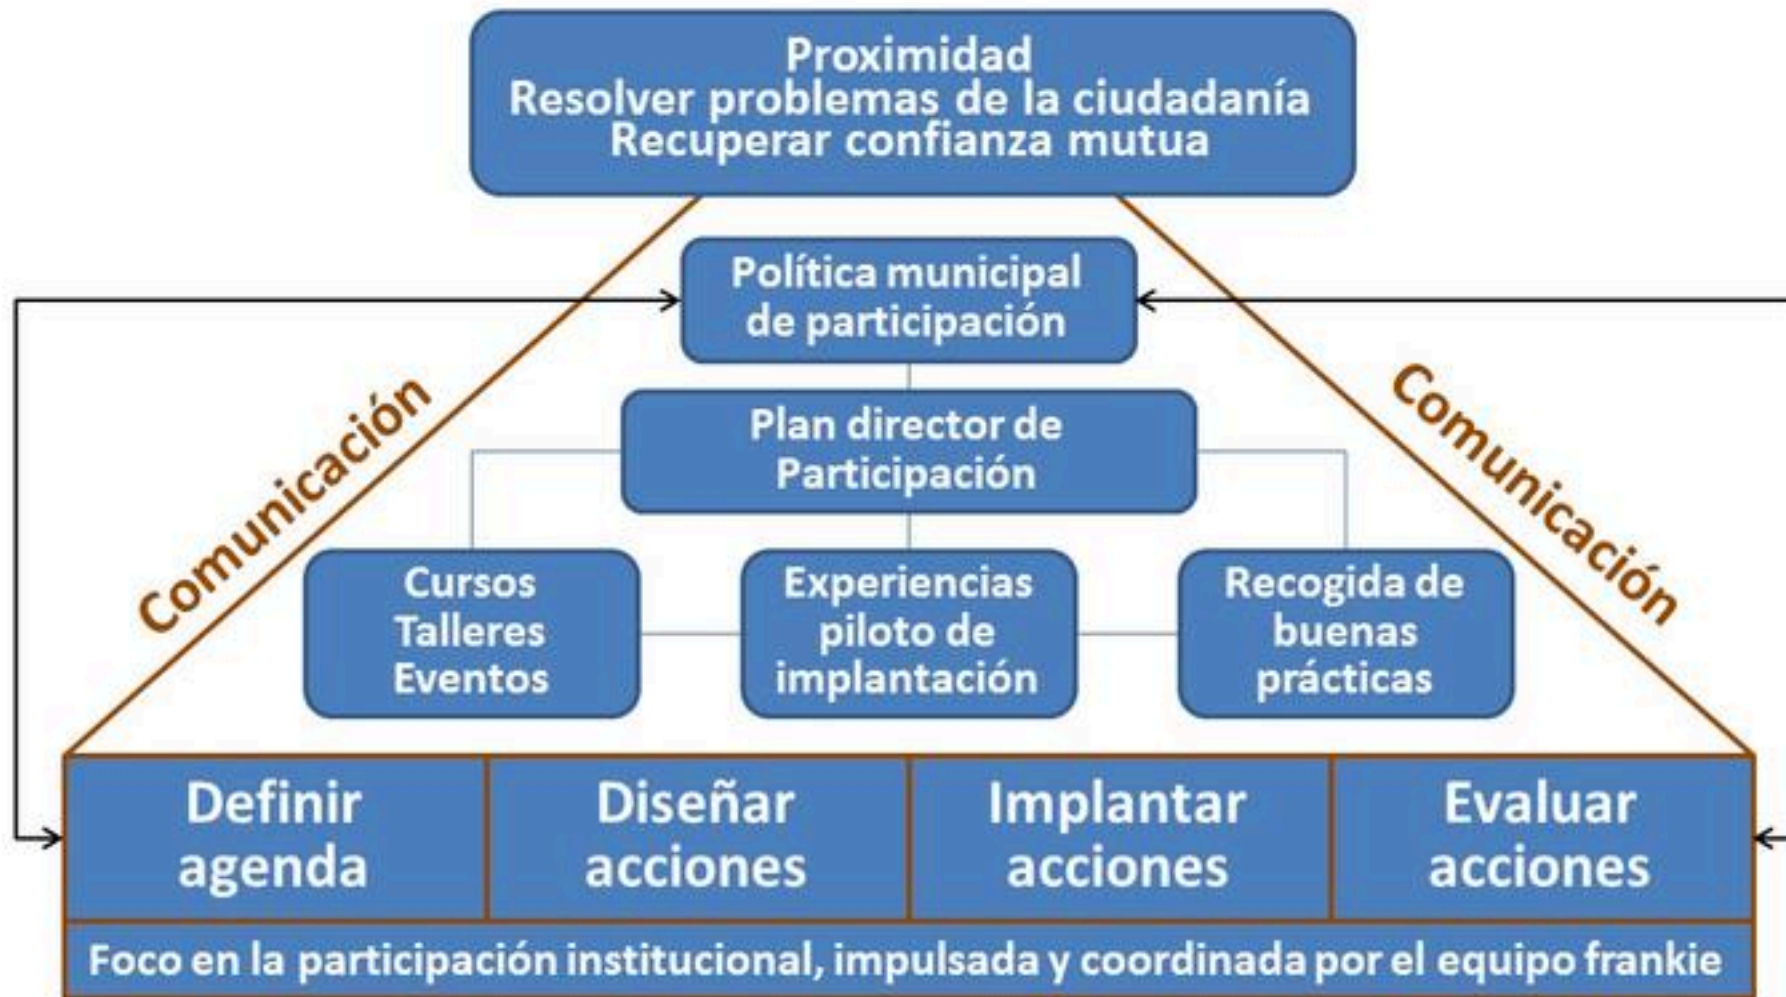 Proximidad
Resolver problemas de la ciudadanía
Recuperar confianza mutua
Política municipal
de participación
Comunicación
Comunicación
Plan director de
Participación
Cursos
Talleres
Eventos
Experiencias
piloto de
implantación
Recogida de
buenas
prácticas
Definir
agenda
Diseñar
acciones
Implantar
acciones
Evaluar
acciones
Foco en la participación institucional, impulsada y coordinada por el equipo frankie